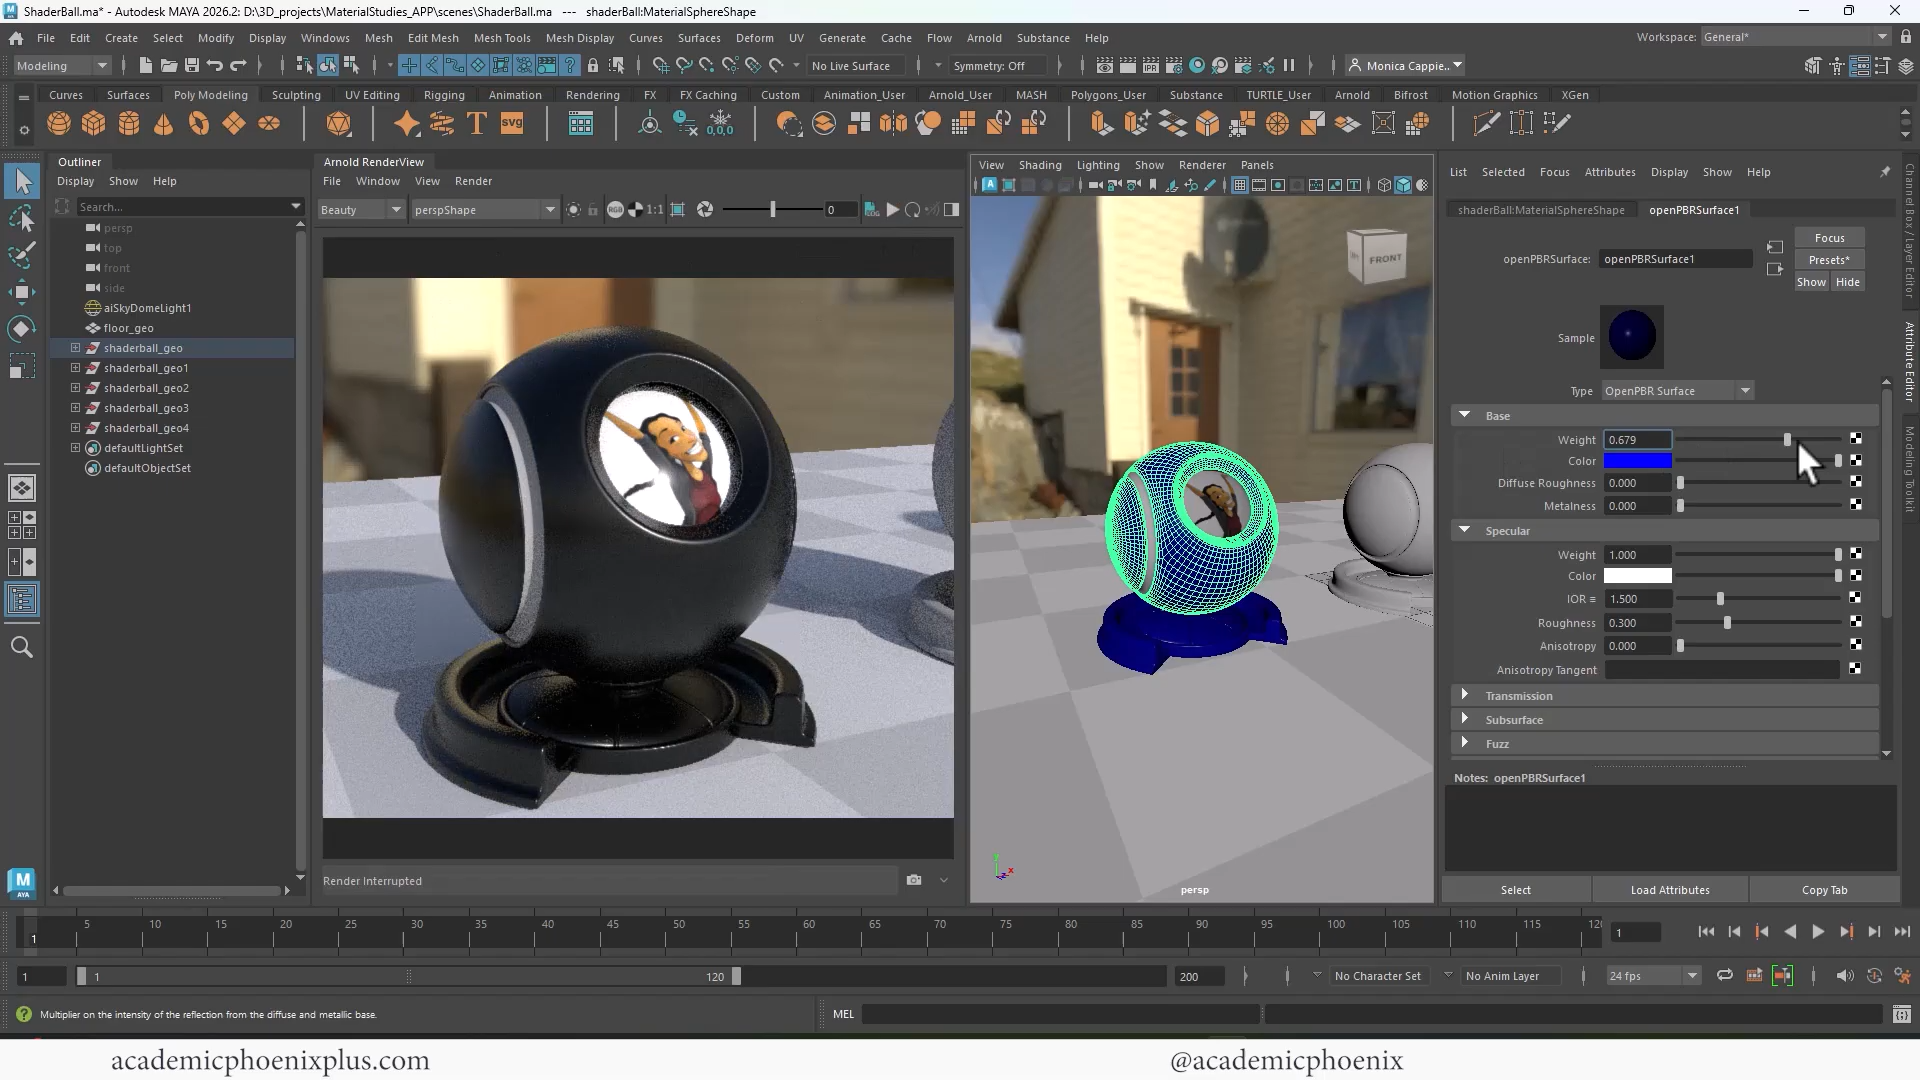 ShaderBall.ma* - Autodesk MAYA 2026.2: D:\3D_projects\MaterialStudies_APP\scenes\ShaderBall.ma   ---   shaderBall:MaterialSphereShape
File Edit Create Select Modify Display Windows Mesh Edit Mesh Mesh Tools Mesh Display Curves Surfaces Deform UV Generate Cache Flow Arnold Substance Help
Workspace: General*
Modeling No Live Surface Symmetry: Off Monica Cappie..
Curves Surfaces Poly Modeling Sculpting UV Editing Rigging Animation Rendering FX FX Caching Custom Animation_User Arnold_User MASH Polygons_User Substance TURTLE_User Arnold Bifrost Motion Graphics XGen
Outliner
Display Show Help
Search...
persp
top
front
side
aiSkyDomeLight1
floor_geo
shaderball_geo
shaderball_geo1
shaderball_geo2
shaderball_geo3
shaderball_geo4
defaultLightSet
defaultObjectSet
Arnold RenderView
File Window View Render
Beauty perspShape 1:1 0
Render Interrupted
View Shading Lighting Show Renderer Panels
FRONT
persp
List Selected Focus Attributes Display Show Help
shaderBall:MaterialSphereShape openPBRSurface1
openPBRSurface: openPBRSurface1
Focus
Presets*
Show Hide
Sample
Type OpenPBR Surface
Base
Weight 0.679
Color
Diffuse Roughness 0.000
Metalness 0.000
Specular
Weight 1.000
Color
IOR 1.500
Roughness 0.300
Anisotropy 0.000
Anisotropy Tangent
Transmission
Subsurface
Fuzz
Notes: openPBRSurface1
Select Load Attributes Copy Tab
Channel Box / Layer Editor
Attribute Editor
Modeling Toolkit
5 10 15 20 25 30 35 40 45 50 55 60 65 70 75 80 85 90 95 100 105 110 115 120
1 1
1 1 120 200 No Character Set No Anim Layer 24 fps
Multiplier on the intensity of the reflection from the diffuse and metallic base.
MEL
academicphoenixplus.com
@academicphoenix